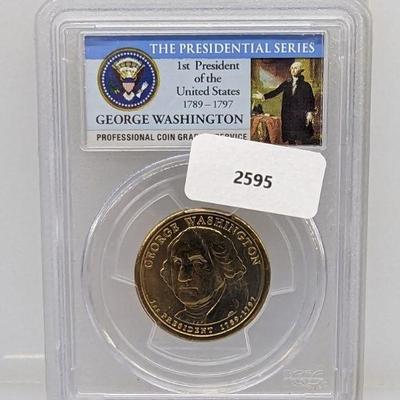 THE PRESIDENTIAL SERIES
1st President
of the
United States
1789 – 1797
GEORGE WASHINGTON
PROFESSIONAL COIN GRA
SERVICE
2595
GEORGE WASHINGTON
1st PRESIDENT 1789-1797